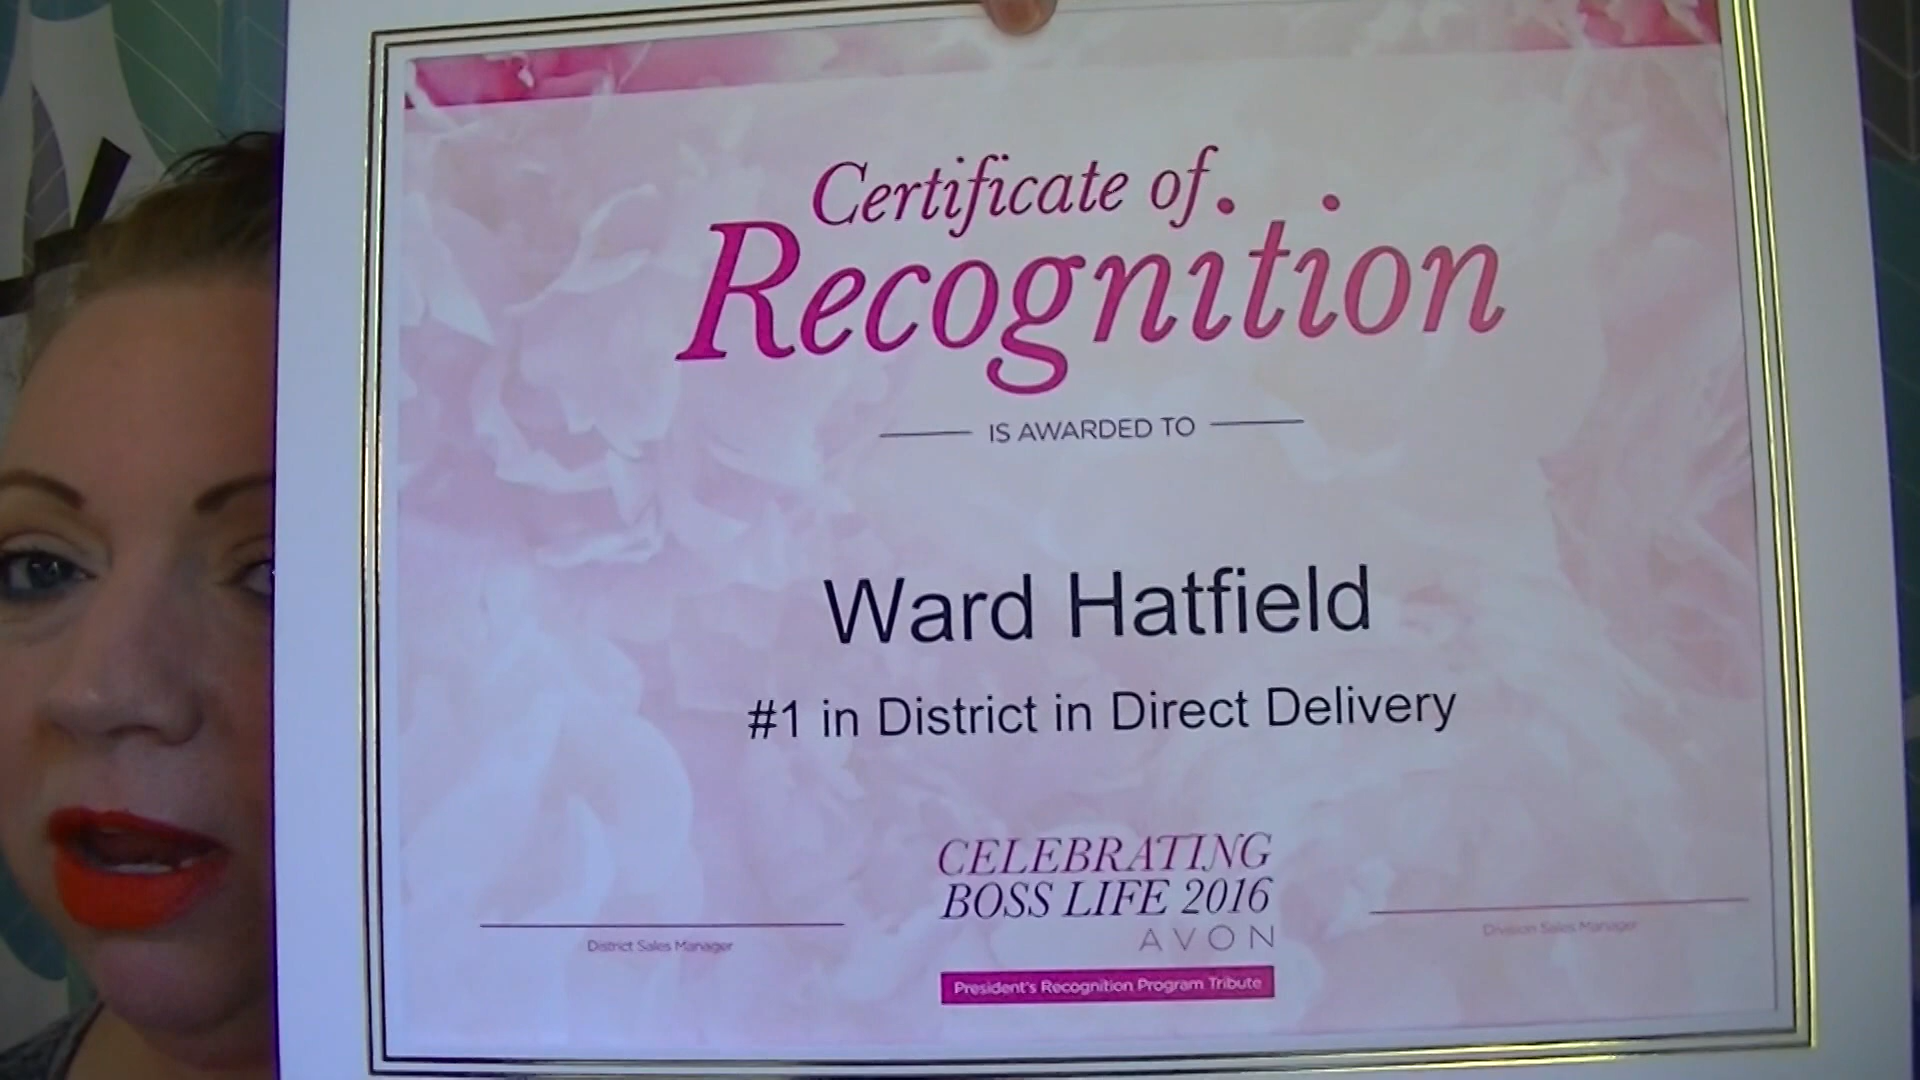 Certificate of
Recognition
IS AWARDED TO
Ward Hatfield
#1 in District in Direct Delivery
CELEBRATING
BOSS LIFE 2016
AVON
District Sales Manager
Division Sales Manager
President's Recognition Program Tribute